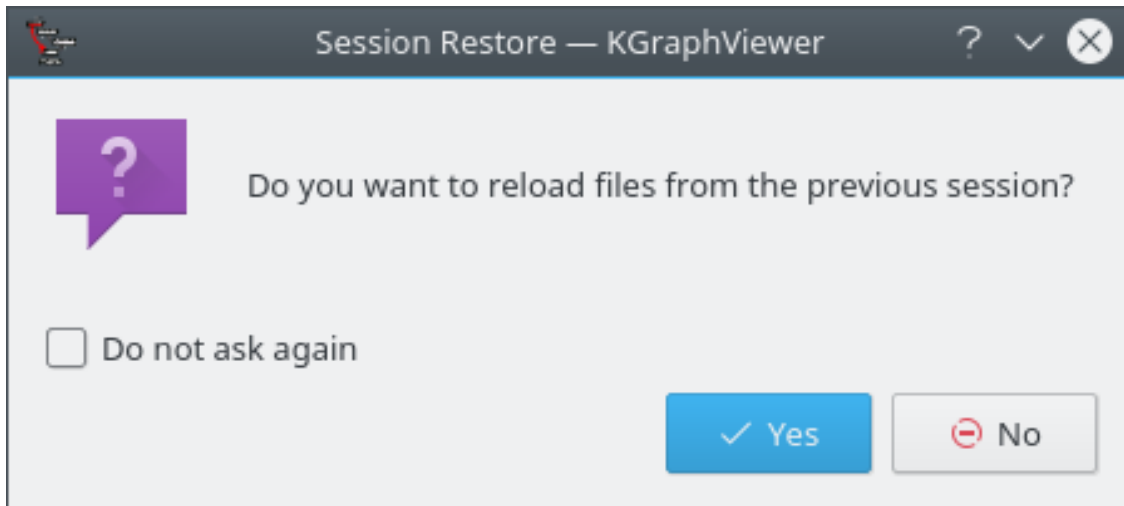 Session Restore — KGraphViewer
Do you want to reload files from the previous session?
Do not ask again
Yes
No